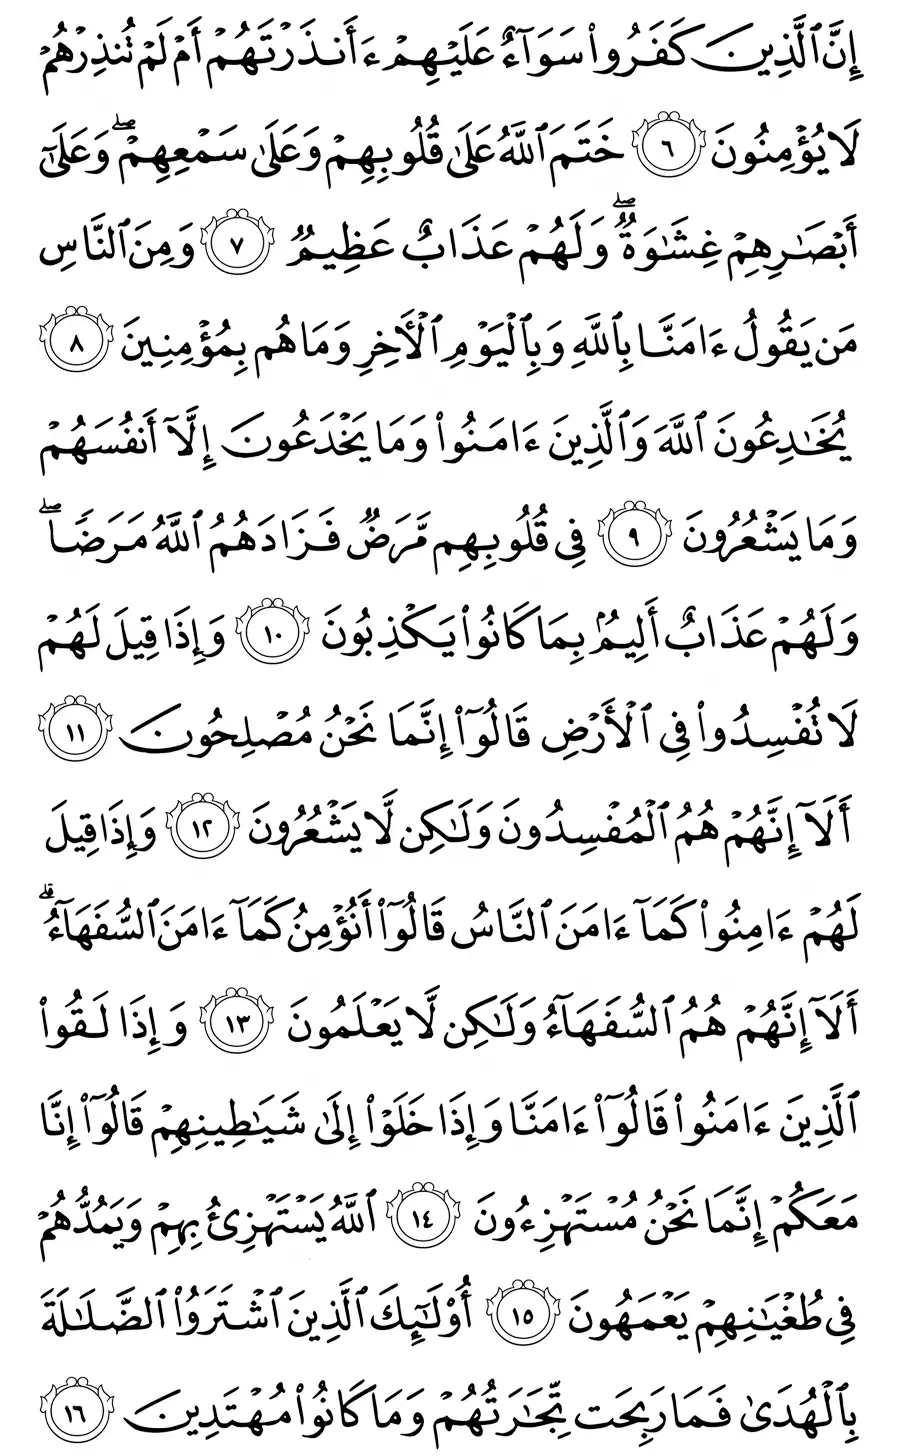 إِنَّ ٱلَّذِينَ كَفَرُوا۟ سَوَآءٌ عَلَيْهِمْ ءَأَنذَرْتَهُمْ أَمْ لَمْ تُنذِرْهُمْ
لَا يُؤْمِنُونَ ٦ خَتَمَ ٱللَّهُ عَلَىٰ قُلُوبِهِمْ وَعَلَىٰ سَمْعِهِمْ ۖ وَعَلَىٰٓ
أَبْصَٰرِهِمْ غِشَٰوَةٌ ۖ وَلَهُمْ عَذَابٌ عَظِيمٌ ٧ وَمِنَ ٱلنَّاسِ
مَن يَقُولُ ءَامَنَّا بِٱللَّهِ وَبِٱلْيَوْمِ ٱلْأَخِرِ وَمَا هُم بِمُؤْمِنِينَ ٨
يُخَٰدِعُونَ ٱللَّهَ وَٱلَّذِينَ ءَامَنُوا۟ وَمَا يَخْدَعُونَ إِلَّآ أَنفُسَهُمْ
وَمَا يَشْعُرُونَ ٩ فِى قُلُوبِهِم مَّرَضٌ فَزَادَهُمُ ٱللَّهُ مَرَضًا ۖ
وَلَهُمْ عَذَابٌ أَلِيمٌۢ بِمَا كَانُوا۟ يَكْذِبُونَ ١٠ وَإِذَا قِيلَ لَهُمْ
لَا تُفْسِدُوا۟ فِى ٱلْأَرْضِ قَالُوٓا۟ إِنَّمَا نَحْنُ مُصْلِحُونَ ١١
أَلَآ إِنَّهُمْ هُمُ ٱلْمُفْسِدُونَ وَلَٰكِن لَّا يَشْعُرُونَ ١٢ وَإِذَا قِيلَ
لَهُمْ ءَامِنُوا۟ كَمَآ ءَامَنَ ٱلنَّاسُ قَالُوٓا۟ أَنُؤْمِنُ كَمَآ ءَامَنَ ٱلسُّفَهَآءُ ۗ
أَلَآ إِنَّهُمْ هُمُ ٱلسُّفَهَآءُ وَلَٰكِن لَّا يَعْلَمُونَ ١٣ وَإِذَا لَقُوا۟
ٱلَّذِينَ ءَامَنُوا۟ قَالُوٓا۟ ءَامَنَّا وَإِذَا خَلَوْا۟ إِلَىٰ شَيَٰطِينِهِمْ قَالُوٓا۟ إِنَّا
مَعَكُمْ إِنَّمَا نَحْنُ مُسْتَهْزِءُونَ ١٤ ٱللَّهُ يَسْتَهْزِئُ بِهِمْ وَيَمُدُّهُمْ
فِى طُغْيَٰنِهِمْ يَعْمَهُونَ ١٥ أُو۟لَٰٓئِكَ ٱلَّذِينَ ٱشْتَرَوُا۟ ٱلضَّلَٰلَةَ
بِٱلْهُدَىٰ فَمَا رَبِحَت تِّجَٰرَتُهُمْ وَمَا كَانُوا۟ مُهْتَدِينَ ١٦